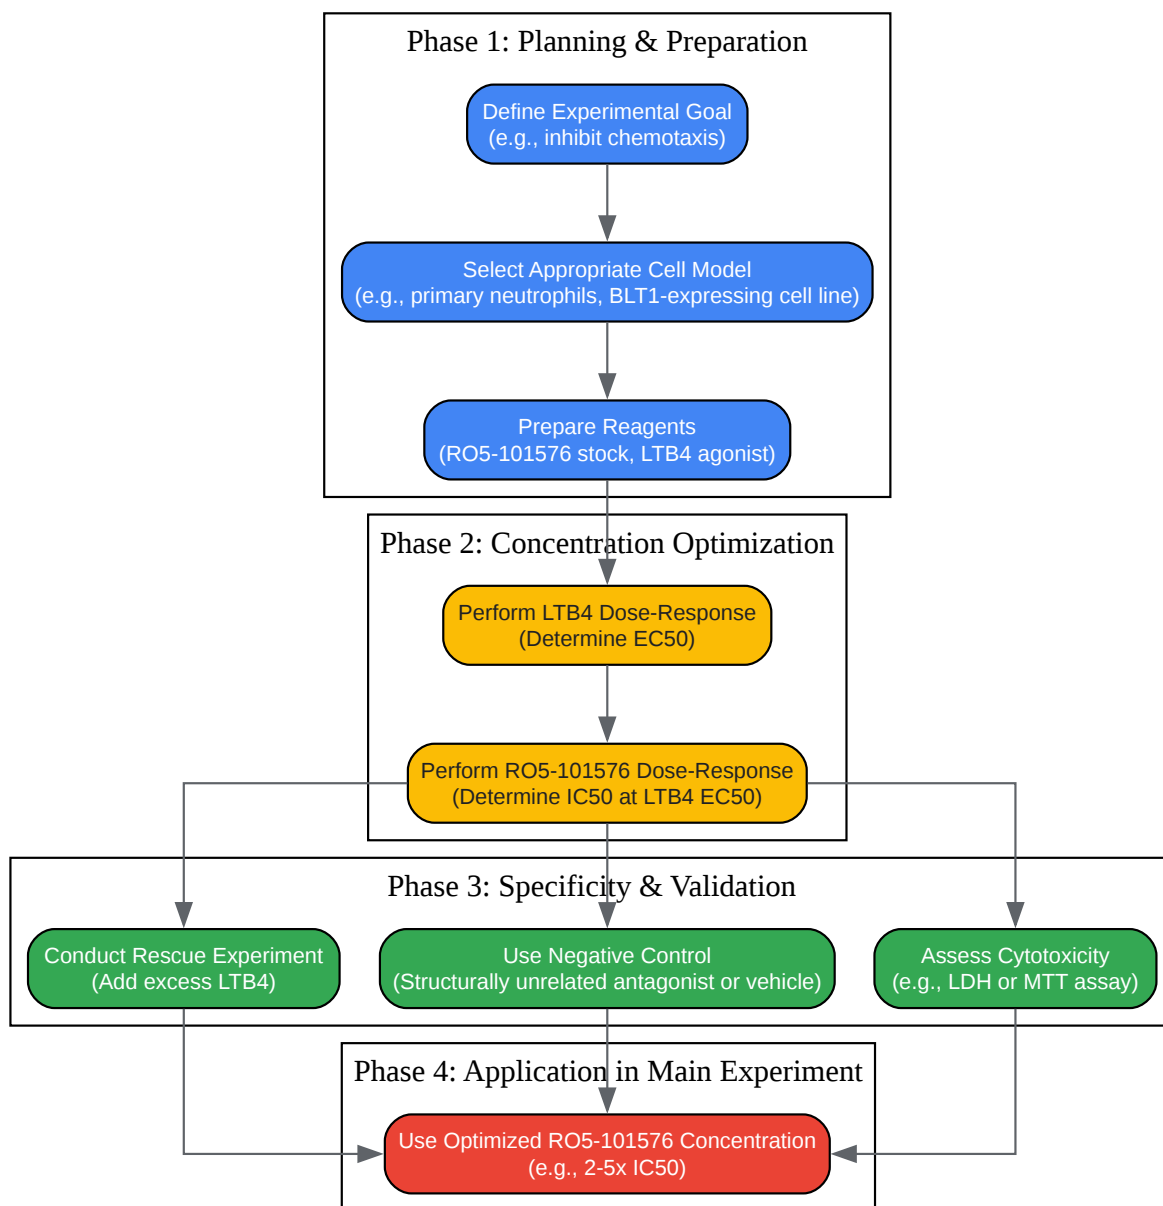 Phase 1: Planning & Preparation
Define Experimental Goal
(e.g., inhibit chemotaxis)
Select Appropriate Cell Model
(e.g., primary neutrophils, BLT1-expressing cell line)
Prepare Reagents
(RO5-101576 stock, LTB4 agonist)
Phase 2: Concentration Optimization
Perform LTB4 Dose-Response
(Determine EC50)
Perform RO5-101576 Dose-Response
(Determine IC50 at LTB4 EC50)
Phase 3: Specificity & Validation
Conduct Rescue Experiment
(Add excess LTB4)
Use Negative Control
(Structurally unrelated antagonist or vehicle)
Assess Cytotoxicity
(e.g., LDH or MTT assay)
Phase 4: Application in Main Experiment
Use Optimized RO5-101576 Concentration
(e.g., 2-5x IC50)